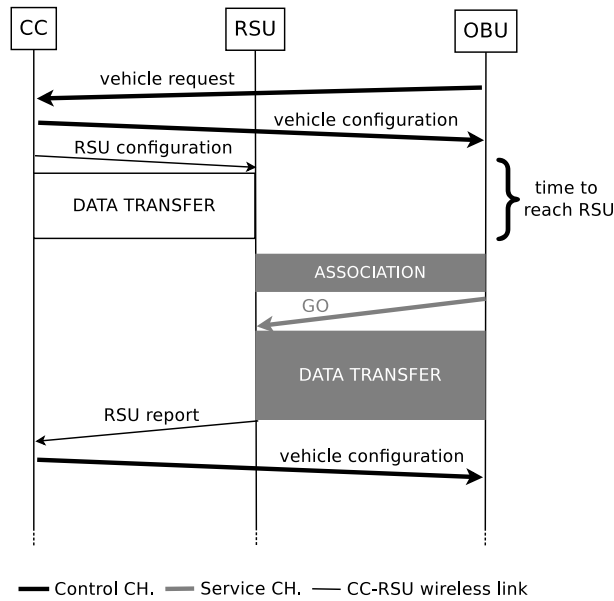 CC
RSU
OBU
vehicle request
vehicle configuration
RSU configuration
DATA TRANSFER
time to
reach RSU
ASSOCIATION
GO
DATA TRANSFER
RSU report
vehicle configuration
Control CH.
Service CH.
CC-RSU wireless link